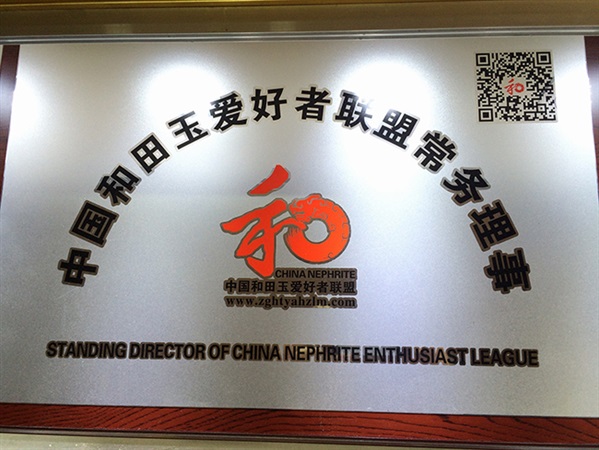 中国和田玉爱好者联盟常务理事
和
和
CHINA NEPHRITE
中国和田玉爱好者联盟
www.zghtyahzlm.com
STANDING DIRECTOR OF CHINA NEPHRITE ENTHUSIAST LEAGUE